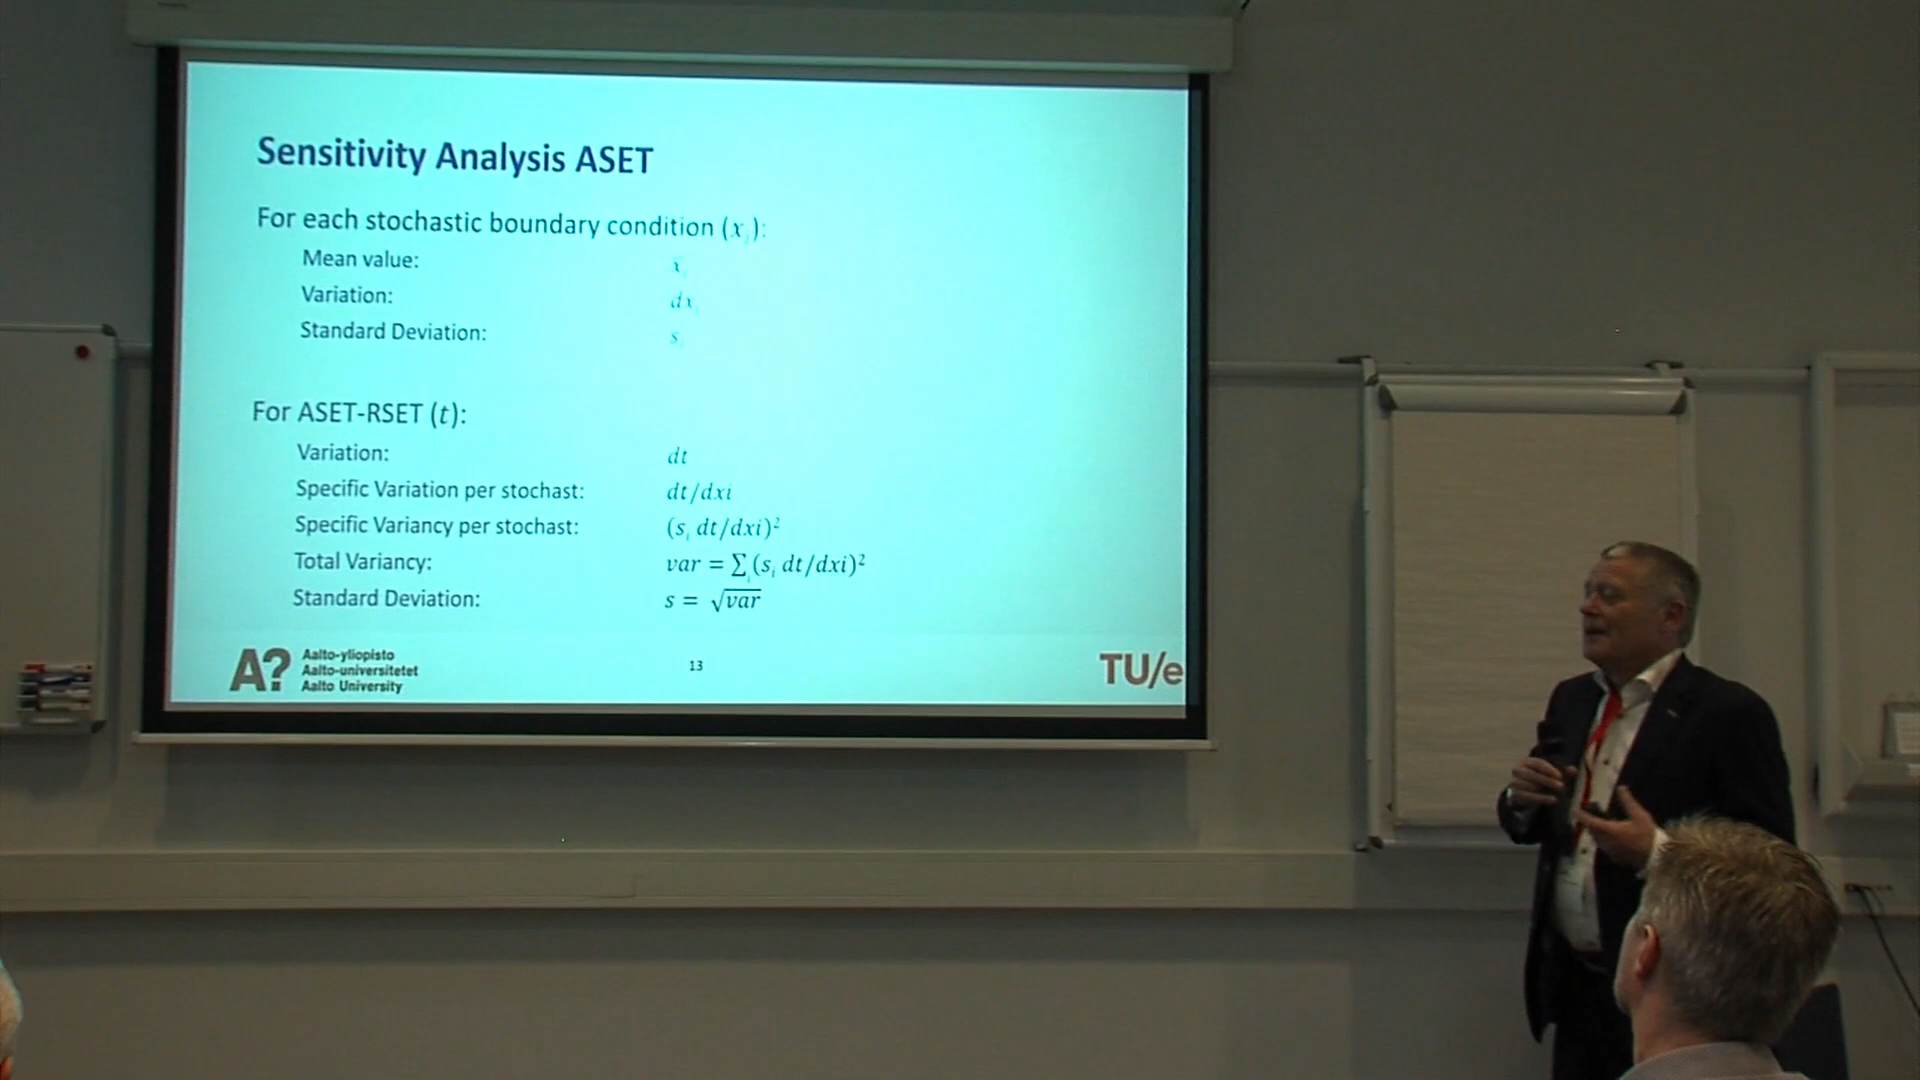 Sensitivity Analysis ASET
For each stochastic boundary condition (xᵢ):
Mean value: x̄ᵢ
Variation: dxᵢ
Standard Deviation: sᵢ
For ASET-RSET (t):
Variation: dt
Specific Variation per stochast: dt/dxi
Specific Variancy per stochast: (sᵢ dt/dxi)²
Total Variancy: var = ∑ᵢ(sᵢ dt/dxi)²
Standard Deviation: s = √var
A?
Aalto-yliopisto
Aalto-universitetet
Aalto University
13
TU/e